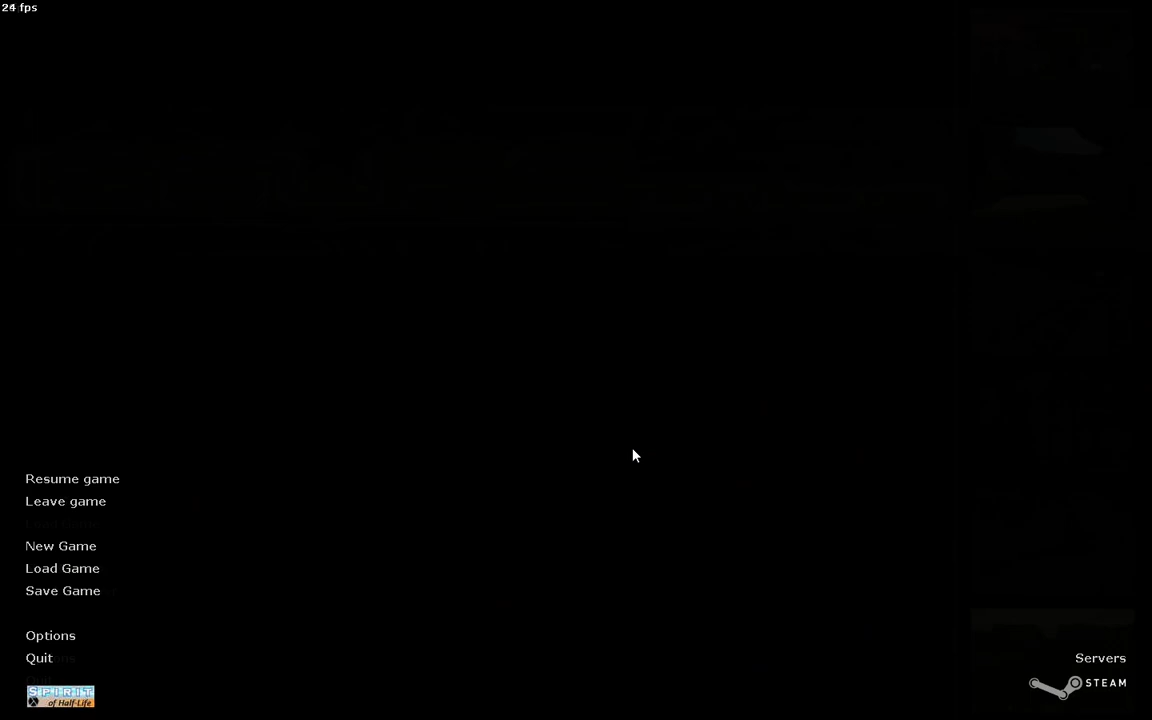 24 fps
Resume game
Leave game
New Game
Load Game
Save Game
Options
Quit
SPIRIT
of Half-Life
Servers
STEAM